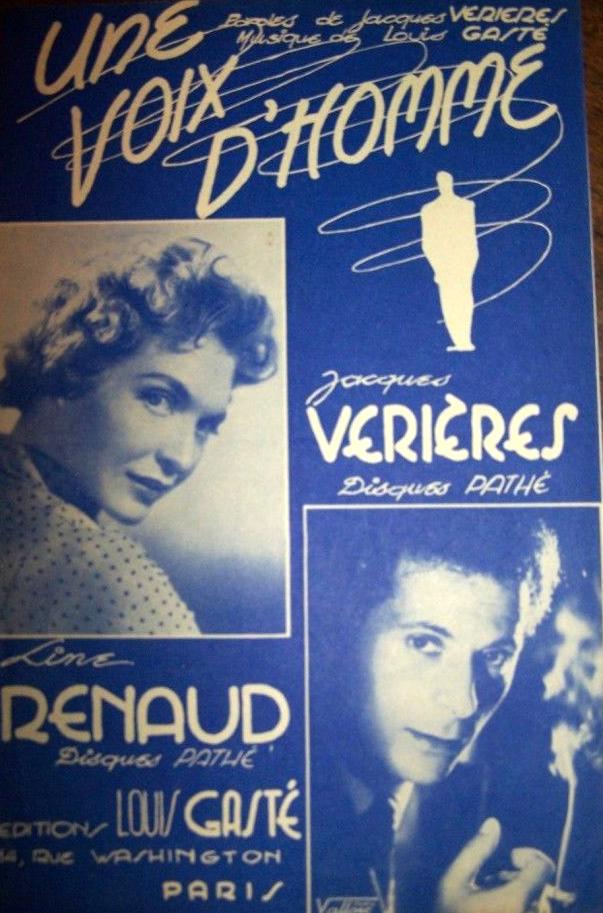 UNE
VOIX
D'HOMME
Paroles de Jacques VERIERES
Musique de Louis GASTÉ
Jacques
VERIÈRES
Disques PATHÉ
Line
RENAUD
Disques PATHÉ
EDITIONS LOUIS GASTÉ
14, RUE WASHINGTON
PARIS